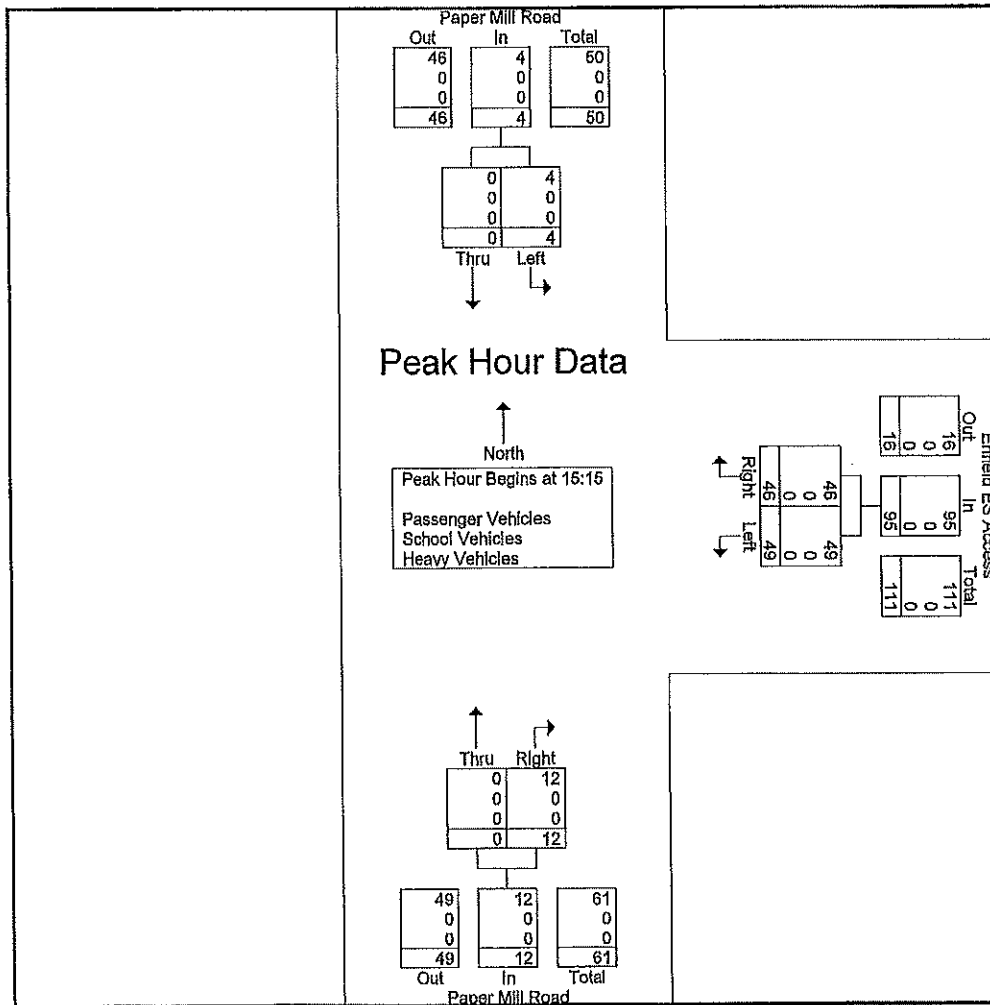 Paper Mill Road
Out In Total
46 4 50
0 0 0
0 0 0
46 4 50
0 4
0 0
0 0
0 4
Thru Left
Peak Hour Data
North
Peak Hour Begins at 15:15
Passenger Vehicles
School Vehicles
Heavy Vehicles
Enfield ES Access
Out In Total
16 95 111
0 0 0
0 0 0
16 95 111
46 49
0 0
0 0
46 49
Right Left
Thru Right
0 12
0 0
0 0
0 12
49 12 61
0 0 0
0 0 0
49 12 61
Out In Total
Paper Mill Road